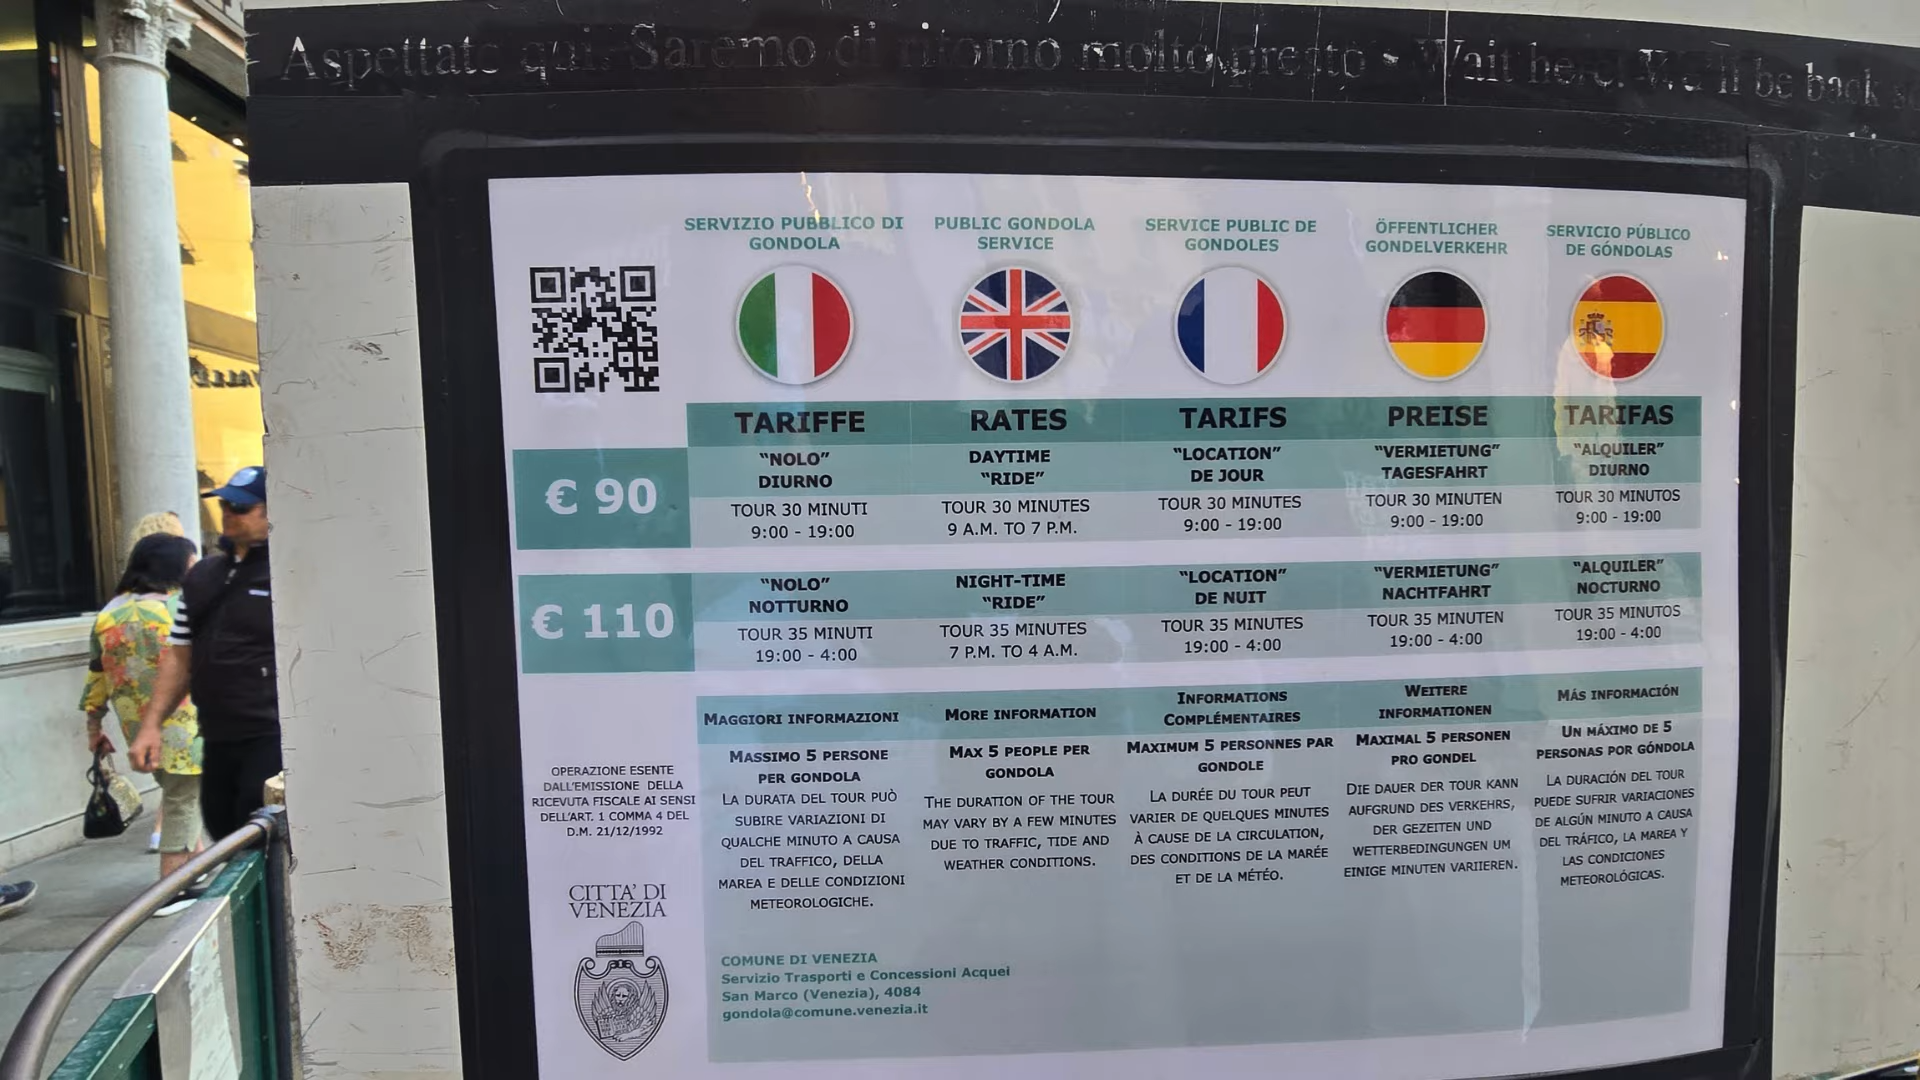 Aspettate qui. Saremo di ritorno molto presto - Wait here. We'll be back
SERVIZIO PUBBLICO DI
GONDOLA
PUBLIC GONDOLA
SERVICE
SERVICE PUBLIC DE
GONDOLES
ÖFFENTLICHER
GONDELVERKEHR
SERVICIO PÚBLICO
DE GÓNDOLAS
TARIFFE
RATES
TARIFS
PREISE
TARIFAS
€ 90
"NOLO"
DIURNO
TOUR 30 MINUTI
9:00 - 19:00
DAYTIME
"RIDE"
TOUR 30 MINUTES
9 A.M. TO 7 P.M.
"LOCATION"
DE JOUR
TOUR 30 MINUTES
9:00 - 19:00
"VERMIETUNG"
TAGESFAHRT
TOUR 30 MINUTEN
9:00 - 19:00
"ALQUILER"
DIURNO
TOUR 30 MINUTOS
9:00 - 19:00
€ 110
"NOLO"
NOTTURNO
TOUR 35 MINUTI
19:00 - 4:00
NIGHT-TIME
"RIDE"
TOUR 35 MINUTES
7 P.M. TO 4 A.M.
"LOCATION"
DE NUIT
TOUR 35 MINUTES
19:00 - 4:00
"VERMIETUNG"
NACHTFAHRT
TOUR 35 MINUTEN
19:00 - 4:00
"ALQUILER"
NOCTURNO
TOUR 35 MINUTOS
19:00 - 4:00
MAGGIORI INFORMAZIONI
MASSIMO 5 PERSONE
PER GONDOLA
LA DURATA DEL TOUR PUÒ
SUBIRE VARIAZIONI DI
QUALCHE MINUTO A CAUSA
DEL TRAFFICO, DELLA
MAREA E DELLE CONDIZIONI
METEOROLOGICHE.
MORE INFORMATION
MAX 5 PEOPLE PER
GONDOLA
THE DURATION OF THE TOUR
MAY VARY BY A FEW MINUTES
DUE TO TRAFFIC, TIDE AND
WEATHER CONDITIONS.
INFORMATIONS
COMPLÉMENTAIRES
MAXIMUM 5 PERSONNES PAR
GONDOLE
LA DURÉE DU TOUR PEUT
VARIER DE QUELQUES MINUTES
À CAUSE DE LA CIRCULATION,
DES CONDITIONS DE LA MARÉE
ET DE LA MÉTÉO.
WEITERE
INFORMATIONEN
MAXIMAL 5 PERSONEN
PRO GONDEL
DIE DAUER DER TOUR KANN
AUFGRUND DES VERKEHRS,
DER GEZEITEN UND
WETTERBEDINGUNGEN UM
EINIGE MINUTEN VARIIEREN.
MÁS INFORMACIÓN
UN MÁXIMO DE 5
PERSONAS POR GÓNDOLA
LA DURACIÓN DEL TOUR
PUEDE SUFRIR VARIACIONES
DE ALGÚN MINUTO A CAUSA
DEL TRÁFICO, LA MAREA Y
LAS CONDICIONES
METEOROLÓGICAS.
OPERAZIONE ESENTE
DALL'EMISSIONE DELLA
RICEVUTA FISCALE AI SENSI
DELL'ART. 1 COMMA 4 DEL
D.M. 21/12/1992
CITTA' DI
VENEZIA
COMUNE DI VENEZIA
Servizio Trasporti e Concessioni Acquei
San Marco (Venezia), 4084
gondola@comune.venezia.it